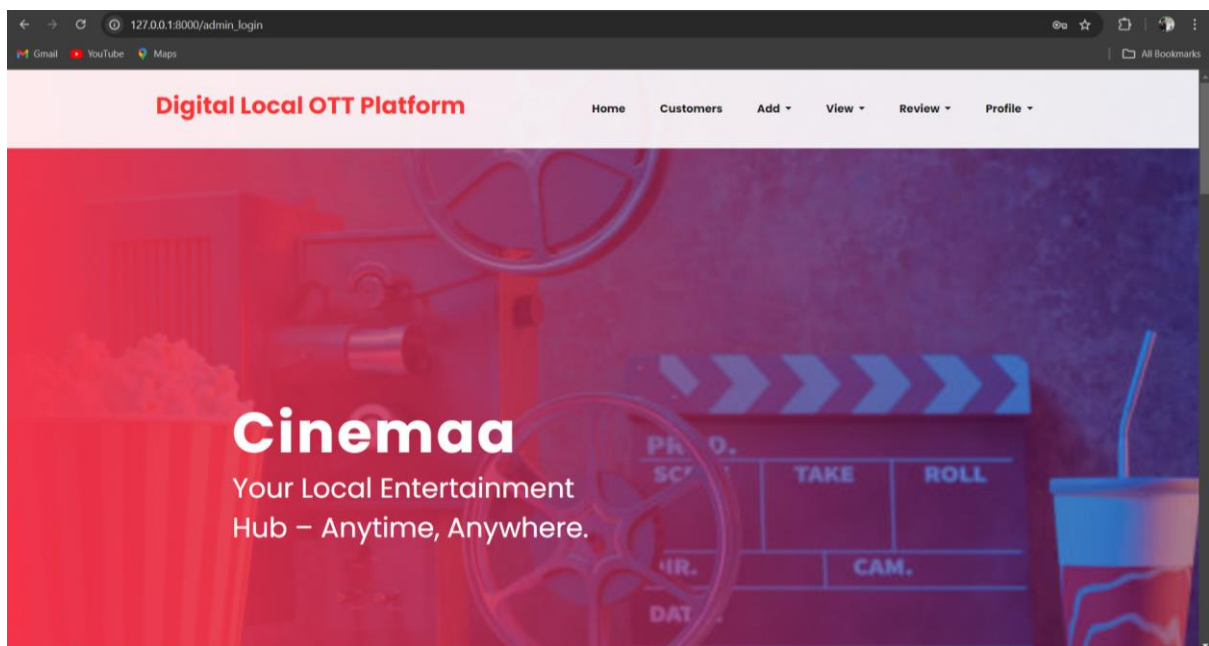 127.0.0.1:8000/admin_login
Gmail YouTube Maps All Bookmarks
Digital Local OTT Platform Home Customers Add View Review Profile
Cinemaa
Your Local Entertainment
Hub – Anytime, Anywhere.
TAKE ROLL
CAM.